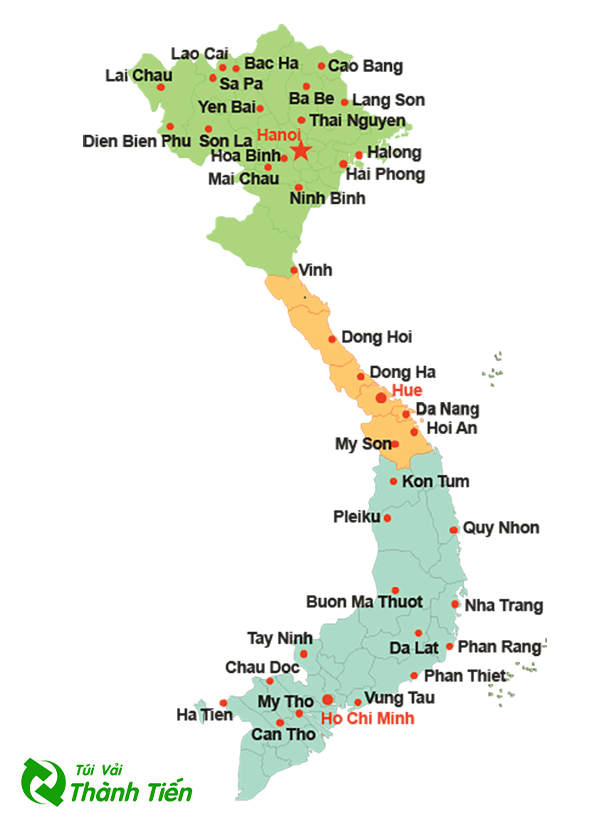 Lao Cai
Bac Ha
Cao Bang
Lai Chau
Sa Pa
Ba Be
Lang Son
Yen Bai
Thai Nguyen
Hanoi
Dien Bien Phu
Son La
Hoa Binh
Halong
Mai Chau
Hai Phong
Ninh Binh
Vinh
Dong Hoi
Dong Ha
Hue
Da Nang
Hoi An
My Son
Kon Tum
Pleiku
Quy Nhon
Buon Ma Thuot
Nha Trang
Tay Ninh
Da Lat
Phan Rang
Chau Doc
Phan Thiet
My Tho
Vung Tau
Ha Tien
Ho Chi Minh
Can Tho
Túi Vải
Thành Tiến